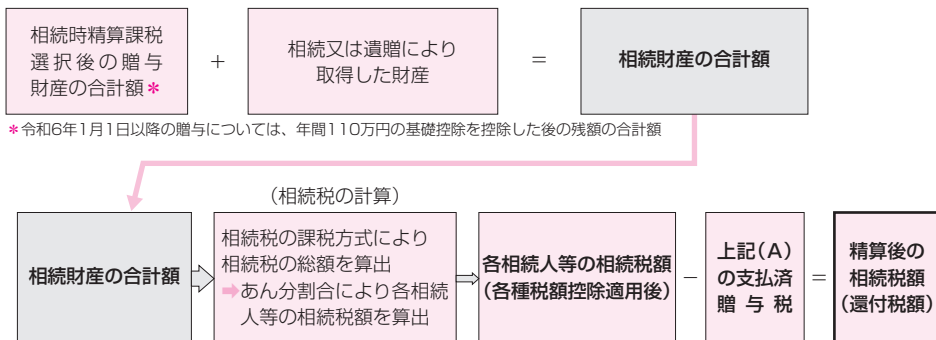 相続時精算課税
選択後の贈与
財産の合計額＊
＋
相続又は遺贈により
取得した財産
＝
相続財産の合計額
＊令和6年1月1日以降の贈与については、年間110万円の基礎控除を控除した後の残額の合計額
（相続税の計算）
相続財産の合計額
相続税の課税方式により
相続税の総額を算出
➡あん分割合により各相続
人等の相続税額を算出
各相続人等の相続税額
（各種税額控除適用後）
−
上記（A）
の支払済
贈与税
＝
精算後の
相続税額
（還付税額）